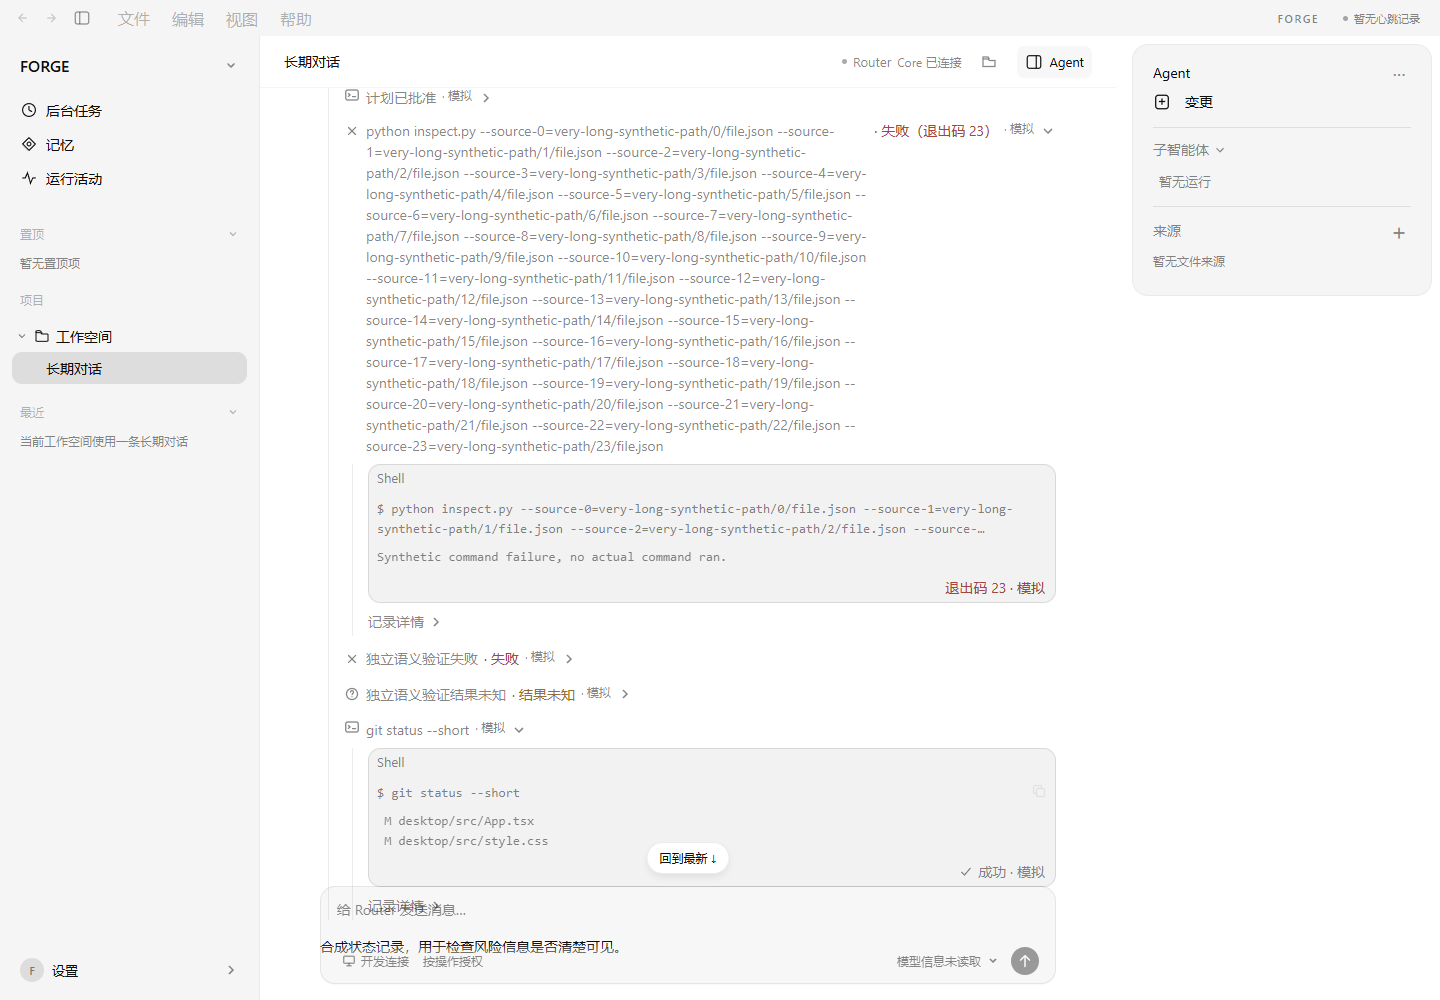 文件 编辑 视图 帮助
FORGE 暂无心跳记录
FORGE
后台任务
记忆
运行活动
置顶
暂无置顶项
项目
工作空间
长期对话
最近
当前工作空间使用一条长期对话
F 设置
长期对话
Router Core 已连接
Agent
计划已批准 · 模拟
python inspect.py --source-0=very-long-synthetic-path/0/file.json --source-
1=very-long-synthetic-path/1/file.json --source-2=very-long-synthetic-
path/2/file.json --source-3=very-long-synthetic-path/3/file.json --source-4=very-
long-synthetic-path/4/file.json --source-5=very-long-synthetic-path/5/file.json --
source-6=very-long-synthetic-path/6/file.json --source-7=very-long-synthetic-
path/7/file.json --source-8=very-long-synthetic-path/8/file.json --source-9=very-
long-synthetic-path/9/file.json --source-10=very-long-synthetic-path/10/file.json
--source-11=very-long-synthetic-path/11/file.json --source-12=very-long-
synthetic-path/12/file.json --source-13=very-long-synthetic-path/13/file.json --
source-14=very-long-synthetic-path/14/file.json --source-15=very-long-
synthetic-path/15/file.json --source-16=very-long-synthetic-path/16/file.json --
source-17=very-long-synthetic-path/17/file.json --source-18=very-long-
synthetic-path/18/file.json --source-19=very-long-synthetic-path/19/file.json --
source-20=very-long-synthetic-path/20/file.json --source-21=very-long-
synthetic-path/21/file.json --source-22=very-long-synthetic-path/22/file.json --
source-23=very-long-synthetic-path/23/file.json
· 失败（退出码 23） · 模拟
Shell
$ python inspect.py --source-0=very-long-synthetic-path/0/file.json --source-1=very-long-
synthetic-path/1/file.json --source-2=very-long-synthetic-path/2/file.json --source-…
Synthetic command failure, no actual command ran.
退出码 23 · 模拟
记录详情
独立语义验证失败 · 失败 · 模拟
独立语义验证结果未知 · 结果未知 · 模拟
git status --short · 模拟
Shell
$ git status --short
M desktop/src/App.tsx
M desktop/src/style.css
回到最新 ↓
成功 · 模拟
记录详情
给 Router 发送消息...
合成状态记录，用于检查风险信息是否清楚可见。
开发连接 按操作授权
模型信息未读取
Agent
变更
子智能体
暂无运行
来源
暂无文件来源